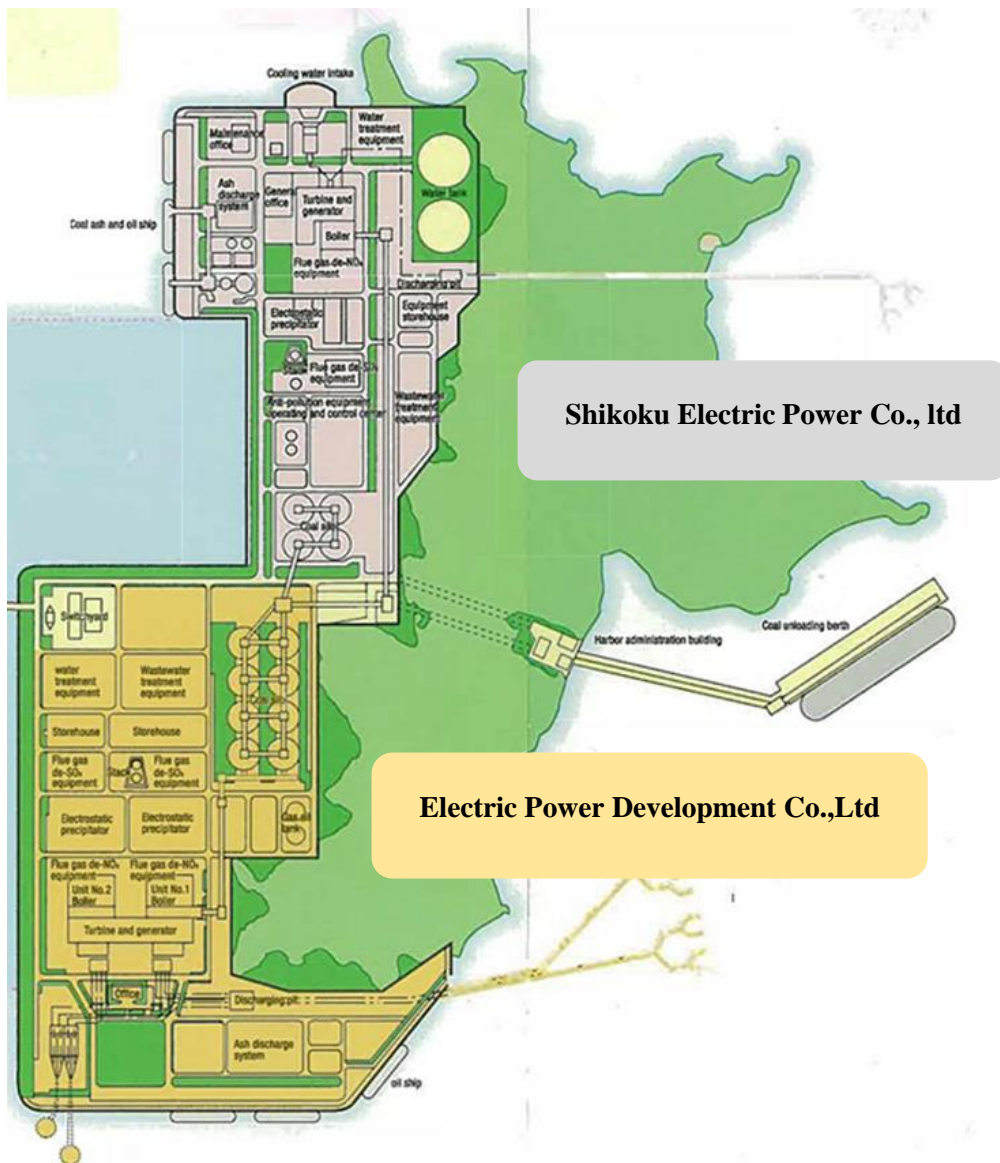 Cooling water intake
Maintenance
office
Water
treatment
equipment
Ash
discharge
system
General
office
Turbine and
generator
Water tank
Coal ash and oil ship
Boiler
Flue gas de-NOₓ
equipment
Discharging pit
Electrostatic
precipitator
Equipment
storehouse
Stack
Flue gas de-SOₓ
equipment
Anti-pollution equipment
operating and control center
Wastewater
treatment
equipment
Shikoku Electric Power Co., ltd
Coal silo
Switchyard
Harbor administration building
Coal unloading berth
water
treatment
equipment
Wastewater
treatment
equipment
Storehouse
Storehouse
Flue gas
de-SOₓ
equipment
Stack
Flue gas
de-SOₓ
equipment
Electrostatic
precipitator
Electrostatic
precipitator
Gas oil
tank
Electric Power Development Co.,Ltd
Flue gas de-NOₓ
equipment
Flue gas de-NOₓ
equipment
Unit No.2
Boiler
Unit No.1
Boiler
Turbine and generator
Office
Discharging pit
Ash discharge
system
oil ship